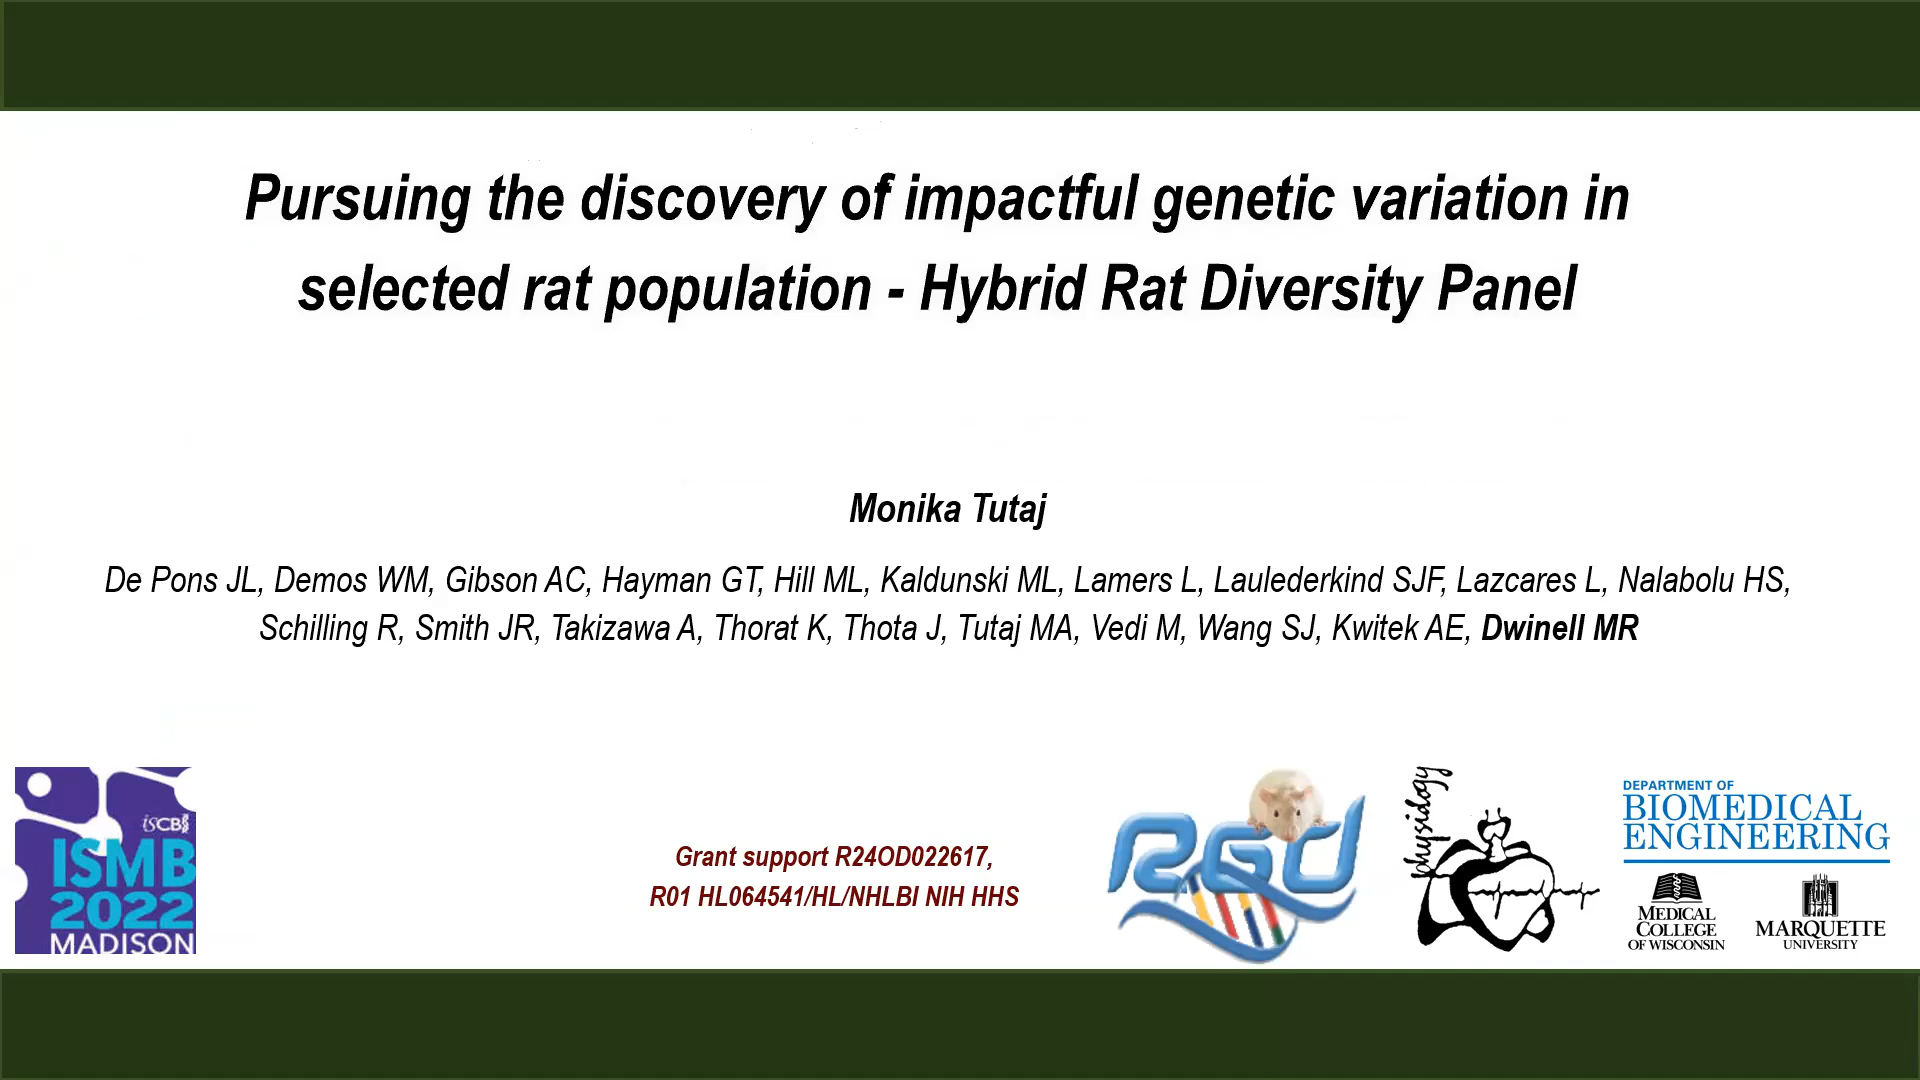 Pursuing the discovery of impactful genetic variation in
selected rat population - Hybrid Rat Diversity Panel
Monika Tutaj
De Pons JL, Demos WM, Gibson AC, Hayman GT, Hill ML, Kaldunski ML, Lamers L, Laulederkind SJF, Lazcares L, Nalabolu HS,
Schilling R, Smith JR, Takizawa A, Thorat K, Thota J, Tutaj MA, Vedi M, Wang SJ, Kwitek AE, Dwinell MR
ISCB
ISMB
2022
MADISON
Grant support R24OD022617,
R01 HL064541/HL/NHLBI NIH HHS
RGD
physiology
DEPARTMENT OF
BIOMEDICAL
ENGINEERING
MEDICAL
COLLEGE
OF WISCONSIN
MARQUETTE
UNIVERSITY